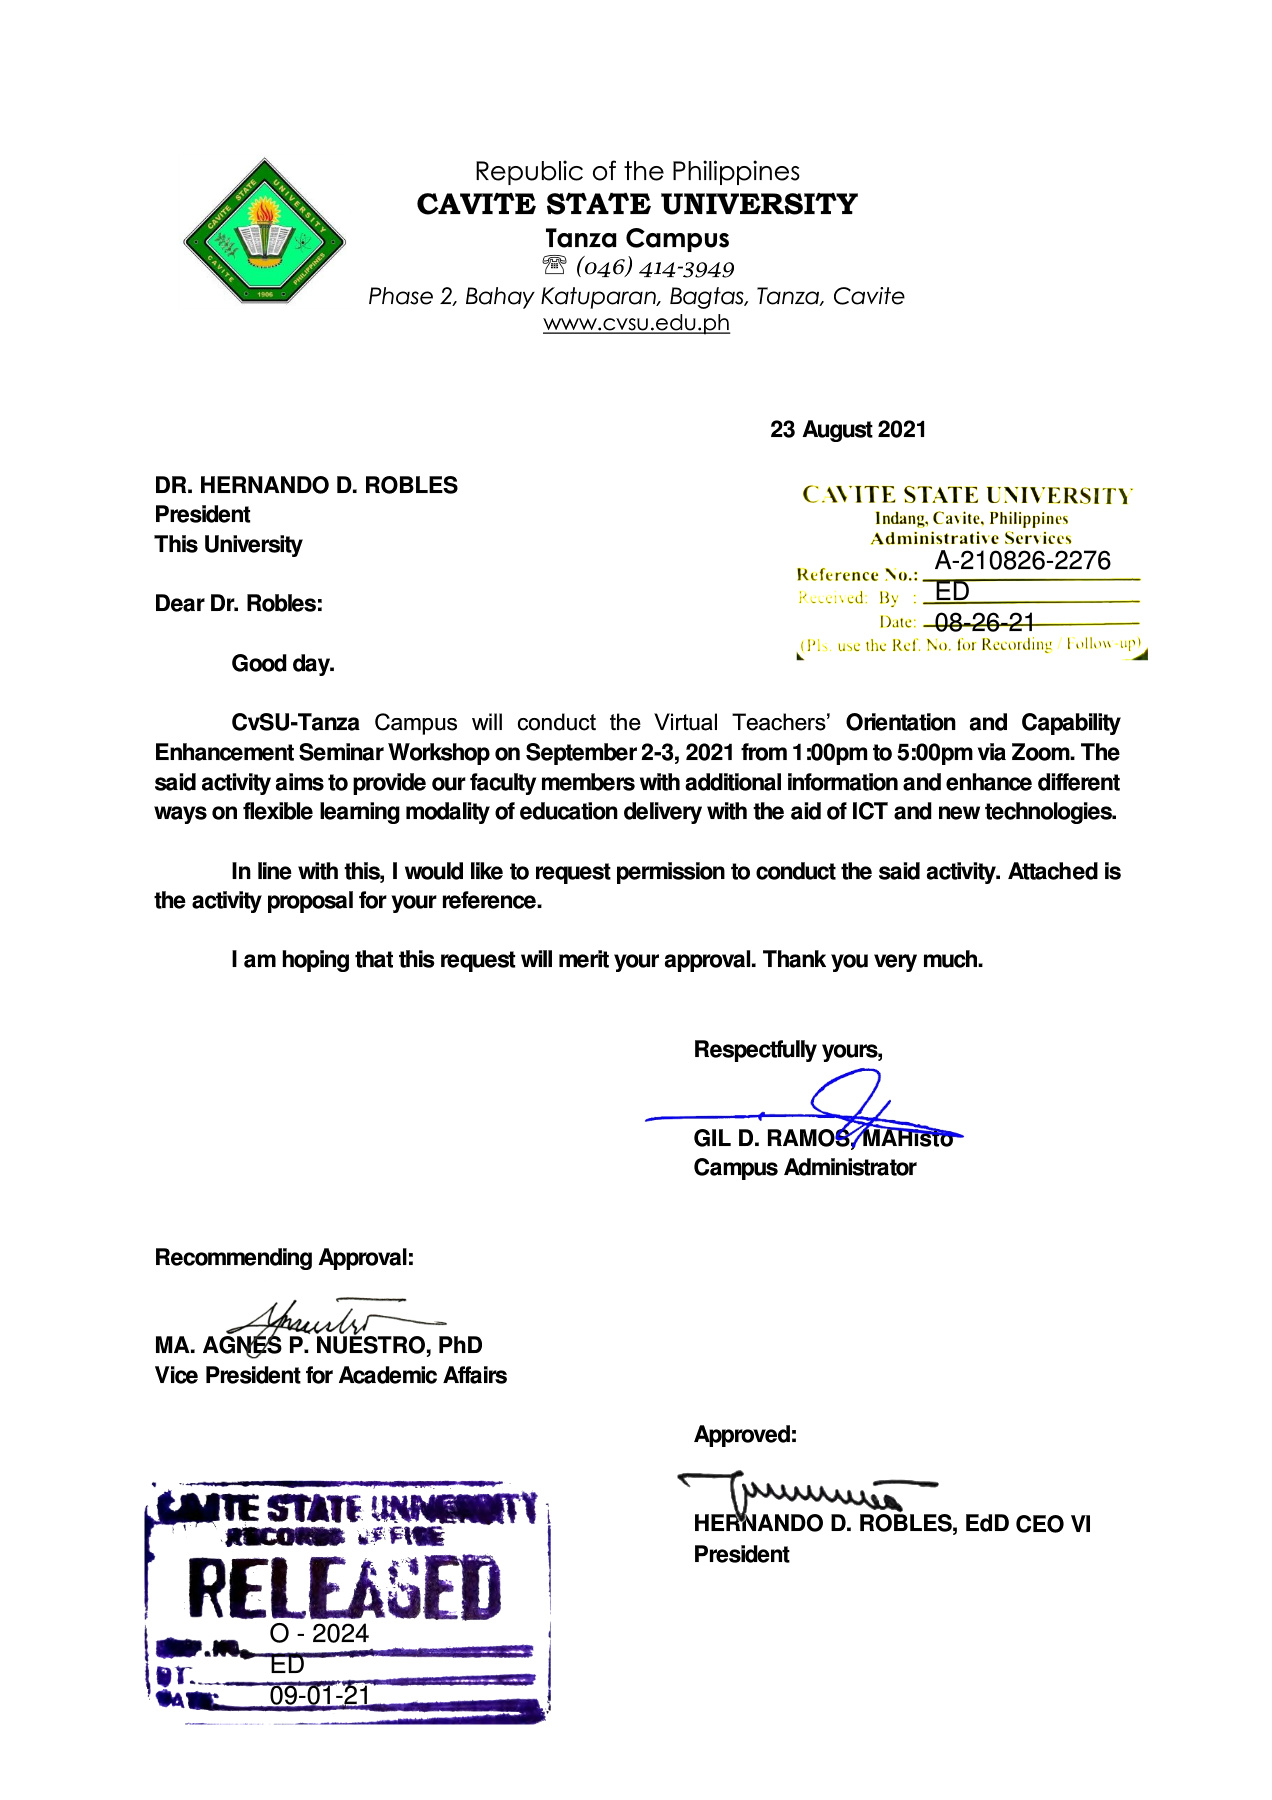 Republic of the Philippines
CAVITE STATE UNIVERSITY
Tanza Campus
☏ (046) 414-3949
Phase 2, Bahay Katuparan, Bagtas, Tanza, Cavite
www.cvsu.edu.ph
CAVITE STATE UNIVERSITY
CAVITE PHILIPPINES
1906
23 August 2021
DR. HERNANDO D. ROBLES
President
This University
CAVITE STATE UNIVERSITY
Indang, Cavite, Philippines
Administrative Services
Reference No.: A-210826-2276
Received: By : ED
Date: 08-26-21
(Pls. use the Ref. No. for Recording / Follow-up)
Dear Dr. Robles:
Good day.
CvSU-Tanza Campus will conduct the Virtual Teachers’ Orientation and Capability
Enhancement Seminar Workshop on September 2-3, 2021 from 1:00pm to 5:00pm via Zoom. The
said activity aims to provide our faculty members with additional information and enhance different
ways on flexible learning modality of education delivery with the aid of ICT and new technologies.
In line with this, I would like to request permission to conduct the said activity. Attached is
the activity proposal for your reference.
I am hoping that this request will merit your approval. Thank you very much.
Respectfully yours,
GIL D. RAMOS, MAHisto
Campus Administrator
Recommending Approval:
MA. AGNES P. NUESTRO, PhD
Vice President for Academic Affairs
Approved:
HERNANDO D. ROBLES, EdD CEO VI
President
CAVITE STATE UNIVERSITY
RECORDS OFFICE
RELEASED
O - 2024
BY ED
DATE: 09-01-21